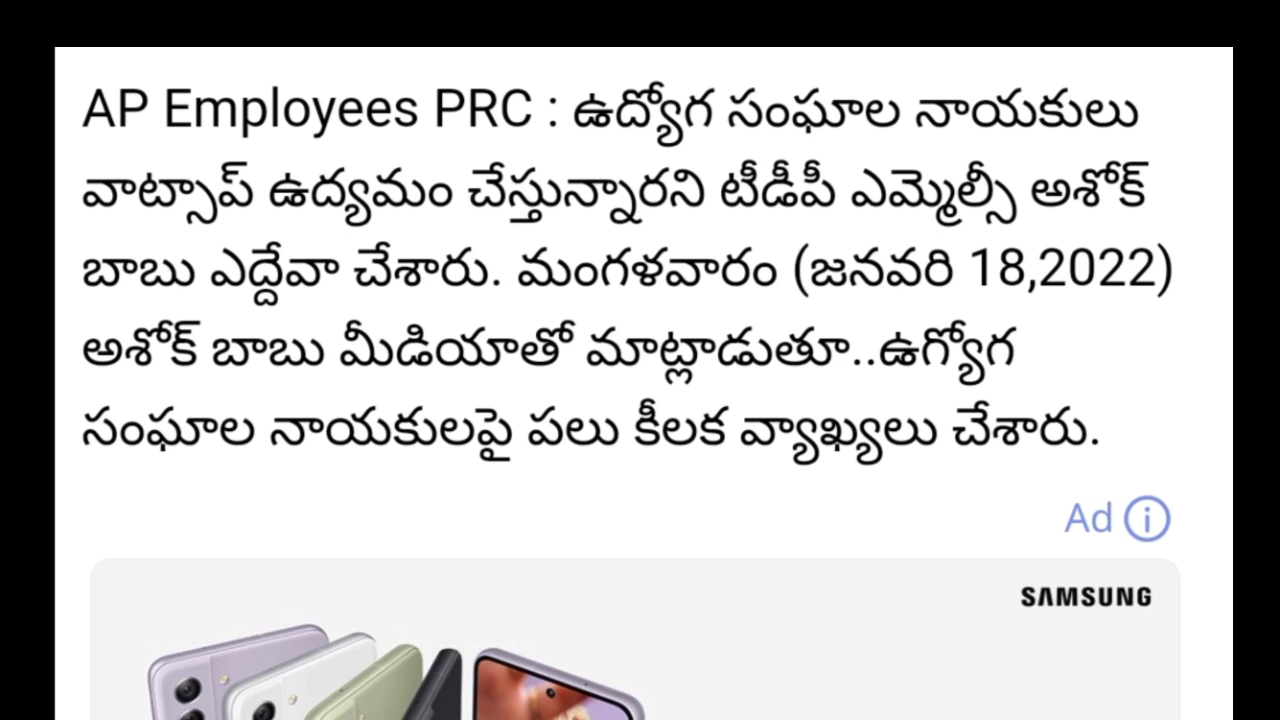 AP Employees PRC : ఉద్యోగ సంఘాల నాయకులు
వాట్సాప్ ఉద్యమం చేస్తున్నారని టీడీపీ ఎమ్మెల్సీ అశోక్
బాబు ఎద్దేవా చేశారు. మంగళవారం (జనవరి 18,2022)
అశోక్ బాబు మీడియాతో మాట్లాడుతూ..ఉగ్యోగ
సంఘాల నాయకులపై పలు కీలక వ్యాఖ్యలు చేశారు.
Ad
SAMSUNG